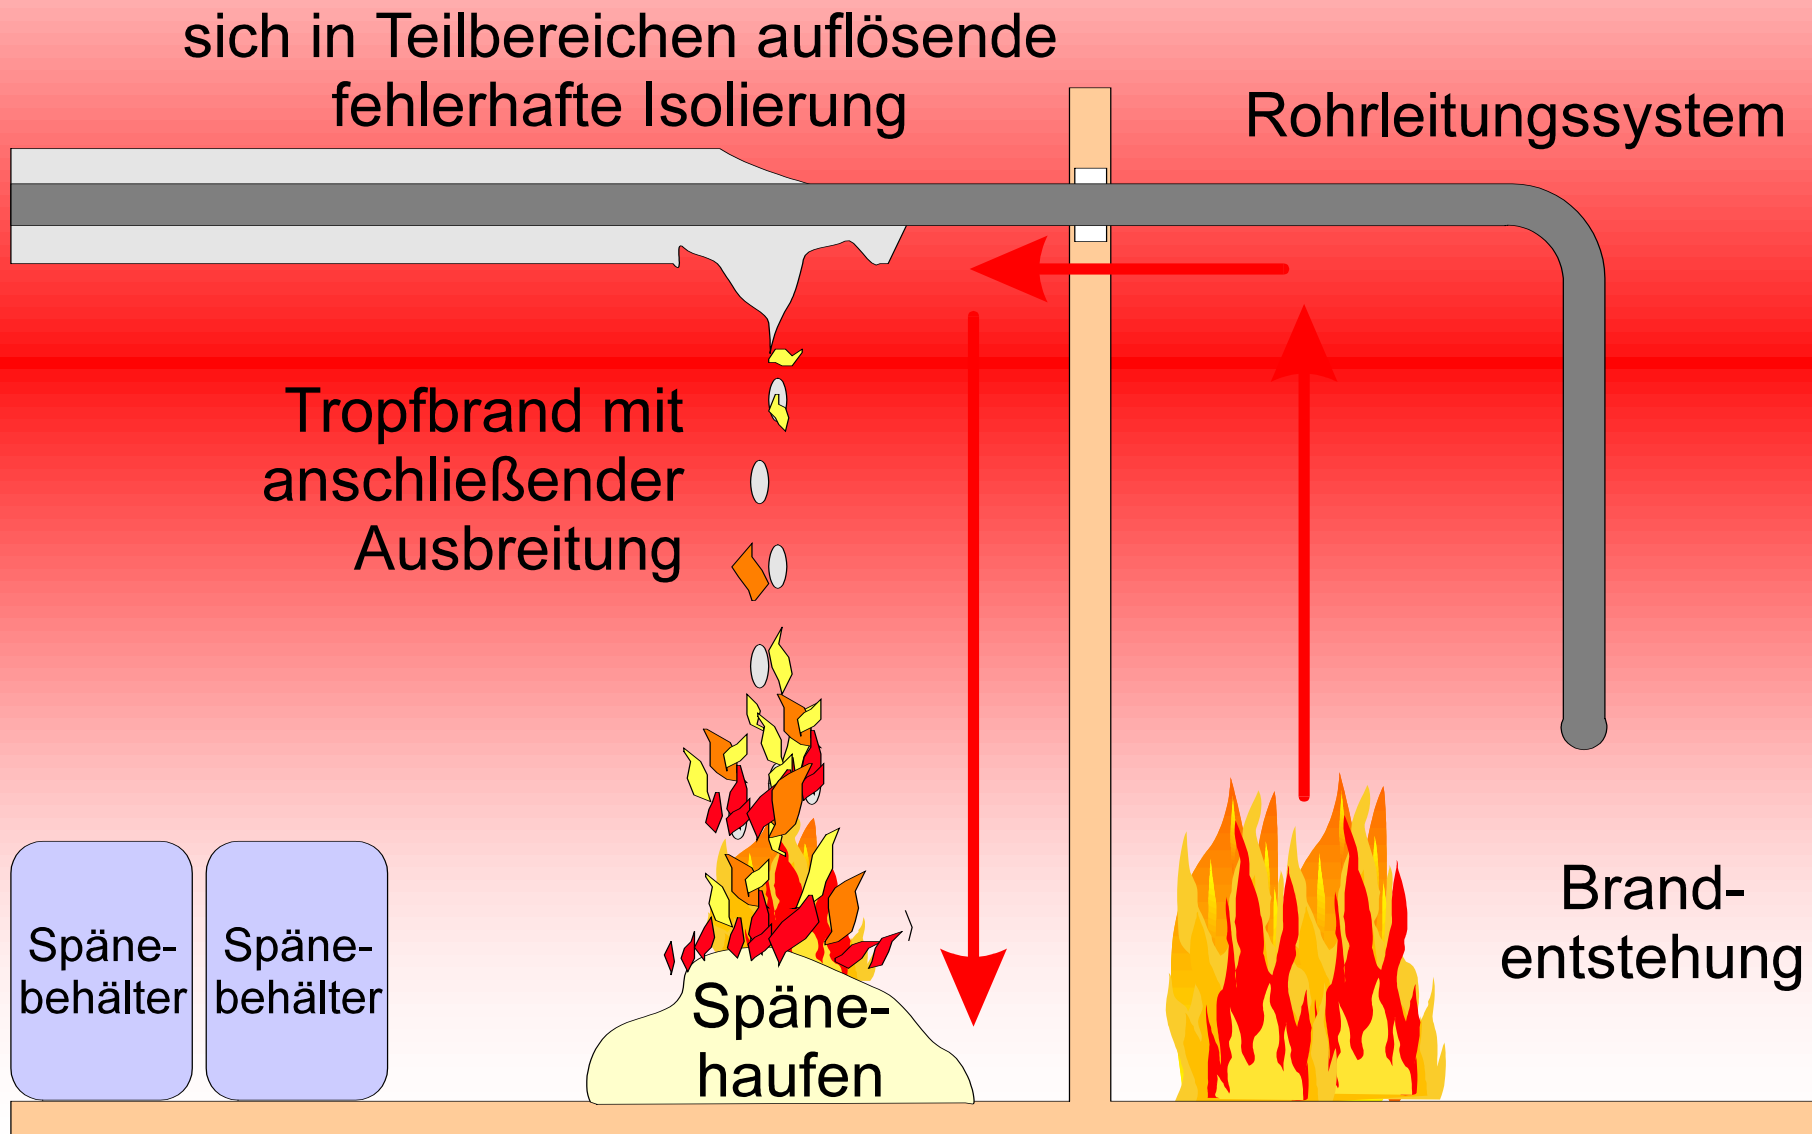 sich in Teilbereichen auflösende
fehlerhafte Isolierung
Rohrleitungssystem
Tropfbrand mit
anschließender
Ausbreitung
Brand-
entstehung
Späne-
behälter
Späne-
behälter
Späne-
haufen